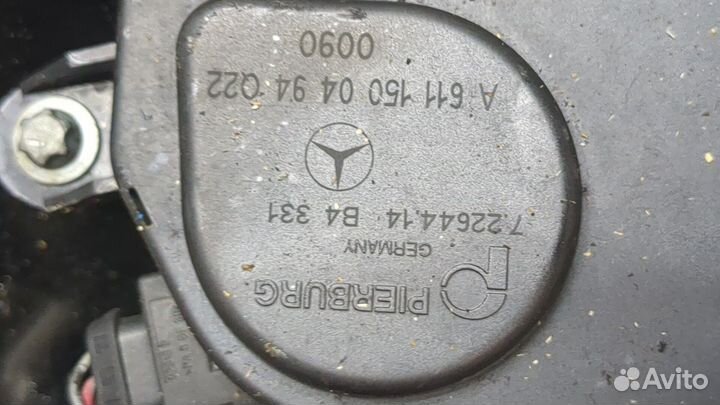 PIERBURG
GERMANY
7.22644.14 B4 331
A 611 150 04 94 Q22
0090
Avito